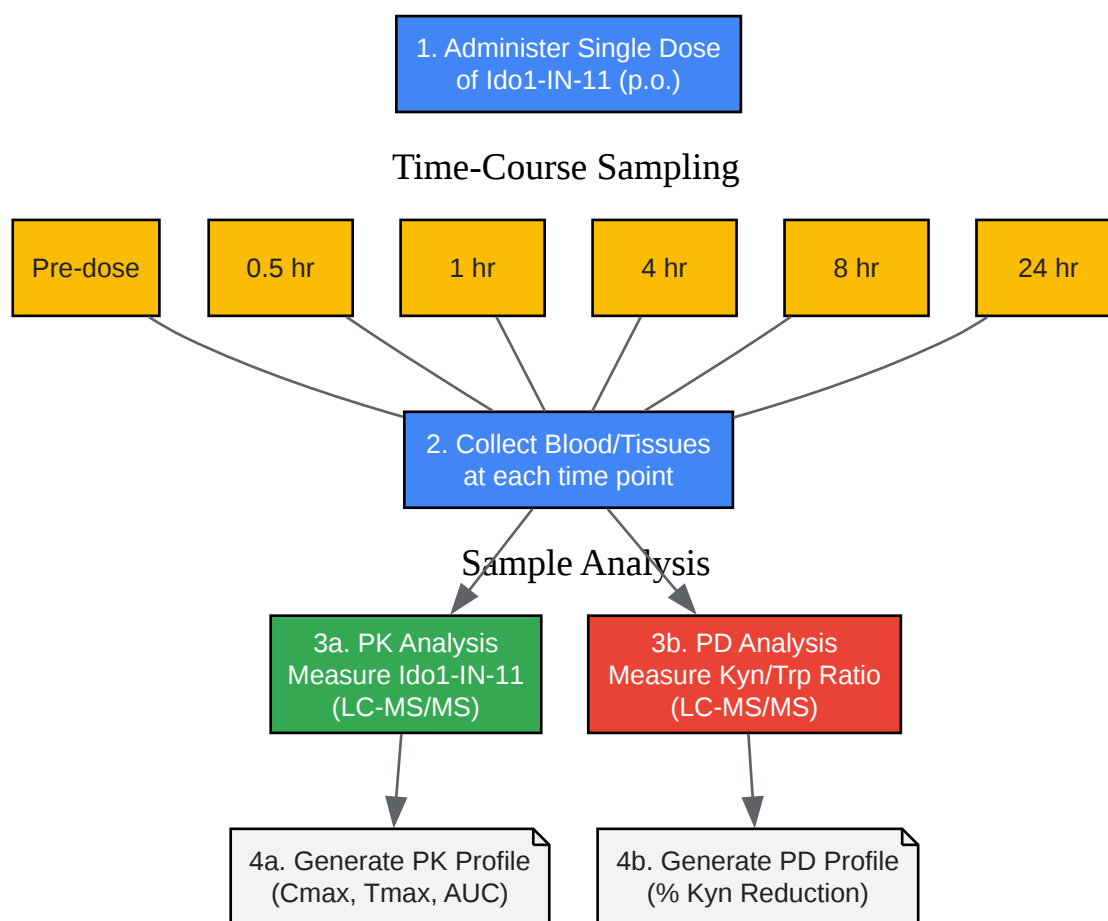 1. Administer Single Dose
of Ido1-IN-11 (p.o.)
Time-Course Sampling
Pre-dose
0.5 hr
1 hr
4 hr
8 hr
24 hr
2. Collect Blood/Tissues
at each time point
Sample Analysis
3a. PK Analysis
Measure Ido1-IN-11
(LC-MS/MS)
3b. PD Analysis
Measure Kyn/Trp Ratio
(LC-MS/MS)
4a. Generate PK Profile
(Cmax, Tmax, AUC)
4b. Generate PD Profile
(% Kyn Reduction)